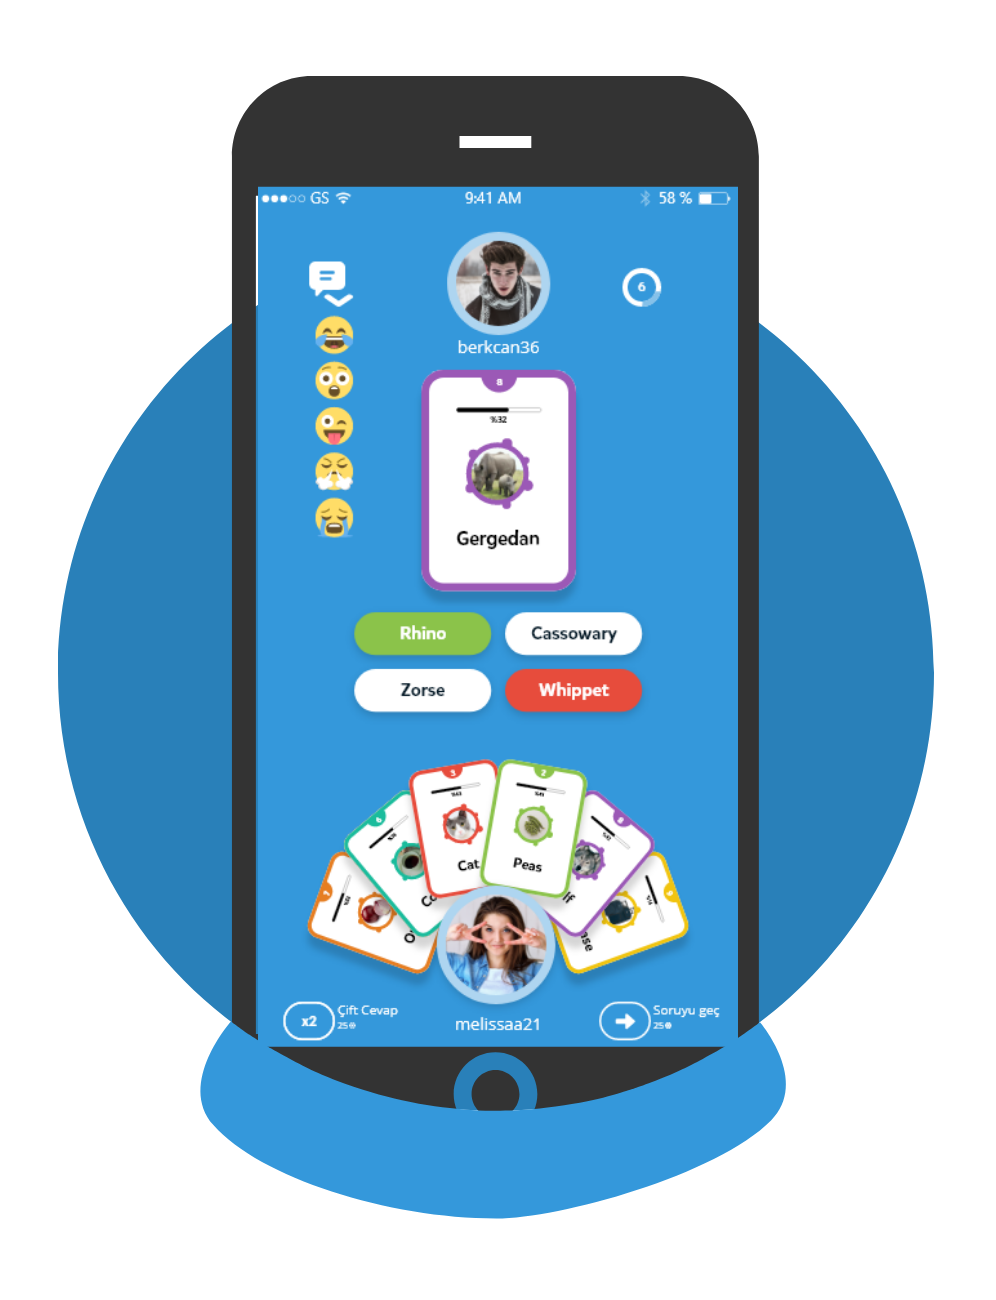 GS 9:41 AM 58 %
6
berkcan36
8
%32
Gergedan
Rhino Cassowary
Zorse Whippet
3 2
Cat Peas
x2 Çift Cevap
25
melissaa21
Soruyu geç
25